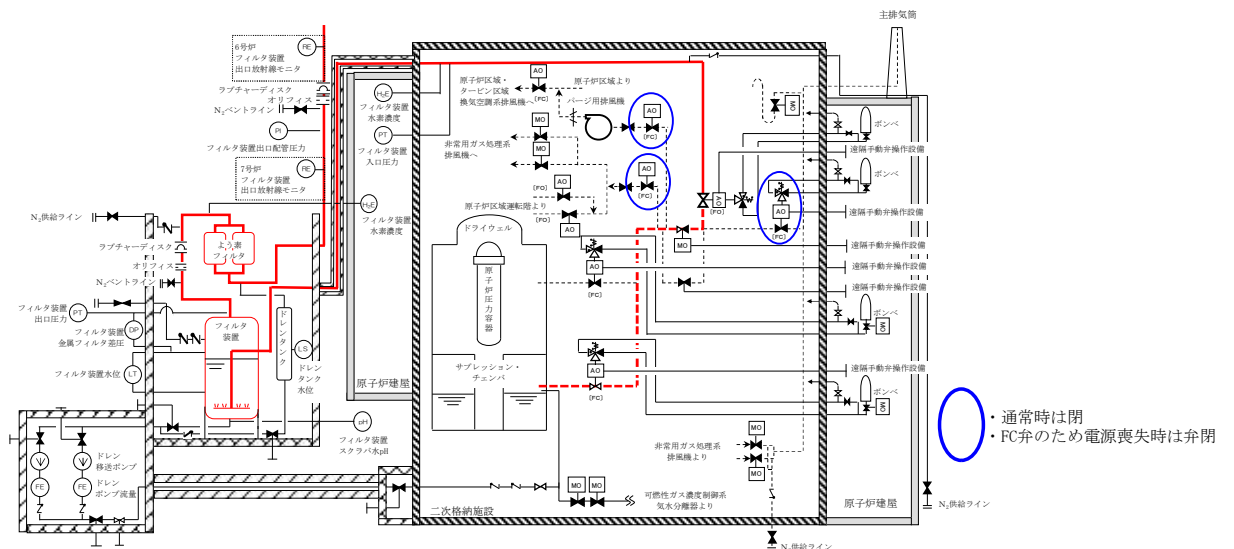 主排気筒
6号炉
フィルタ装置
出口放射線モニタ
RE
ラプチャーディスク
オリフィス
N₂ベントライン
PI
フィルタ装置出口配管圧力
7号炉
フィルタ装置
出口放射線モニタ
RE
H₂E
フィルタ装置
水素濃度
PT
フィルタ装置
入口圧力
H₂E
フィルタ装置
水素濃度
原子炉区域・
タービン区域
換気空調系排風機へ
AO
(FC)
原子炉区域より
パージ用排風機
AO
(FC)
MO
MO
非常用ガス処理系
排風機へ
AO
(FC)
AO
(FO)
原子炉区域運転階より
(FO)
AO
MO
ボンベ
遠隔手動弁操作設備
ボンベ
遠隔手動弁操作設備
AO
(FO)
AO
(FC)
MO
遠隔手動弁操作設備
遠隔手動弁操作設備
遠隔手動弁操作設備
ボンベ
MO
遠隔手動弁操作設備
ボンベ
MO
AO
(FC)
AO
(FC)
N₂供給ライン
ラプチャーディスク
オリフィス
N₂ベントライン
よう素
フィルタ
PT
フィルタ装置
出口圧力
DP
フィルタ装置
金属フィルタ差圧
LT
フィルタ装置水位
フィルタ
装置
ドレンタンク
LS
ドレン
タンク
水位
原子炉建屋
pH
フィルタ装置
スクラバ水pH
ドライウェル
原子炉圧力容器
サプレッション・
チェンバ
ドレン
移送ポンプ
FE
FE
ドレン
ポンプ流量
二次格納施設
MO
MO
可燃性ガス濃度制御系
気水分離器より
非常用ガス処理系
排風機より
MO
MO
N₂供給ライン
原子炉建屋
N₂供給ライン
・通常時は閉
・FC弁のため電源喪失時は弁閉